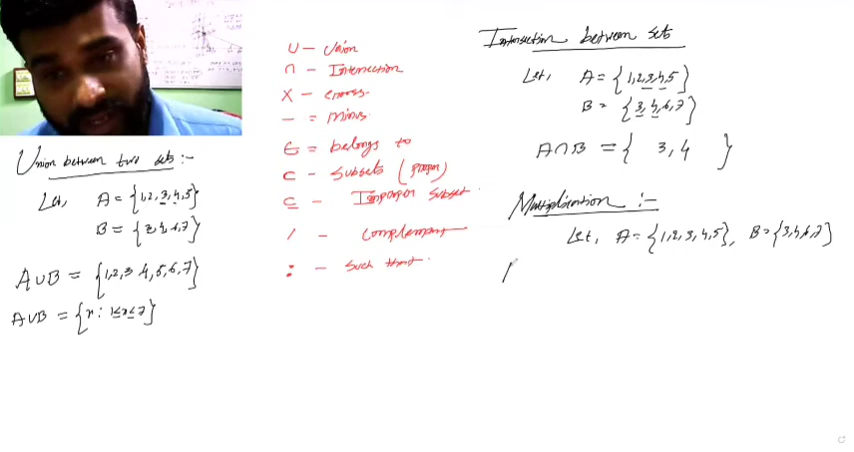 Union between two sets :-
Let, A = {1,2,3,4,5}
B = {3,4,6,7}
A∪B = {1,2,3 4,5,6,7}
A∪B = {x : 1≤x≤7}
∪ – Union
∩ – Intersection
X – cross
– = minus
∈ = belongs to
⊂ – Subsets (proper)
⊆ – Improper Subset
/ – Complement
: – Such that
Intersection between sets
Let, A = {1,2,3,4,5}
B = {3,4,6,7}
A∩B = { 3,4 }
Multiplication :-
Let, A = {1,2,3,4,5}, B = {3,4,6,7}